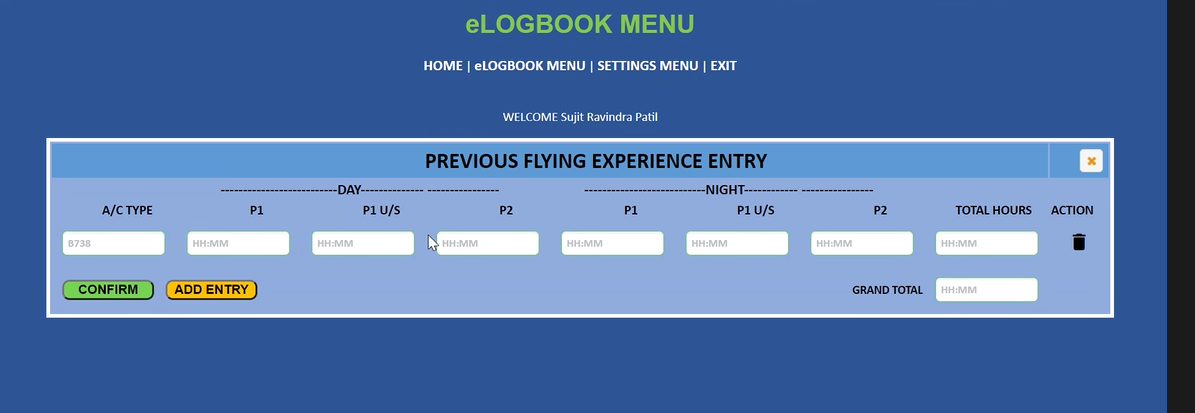 eLOGBOOK MENU
HOME | eLOGBOOK MENU | SETTINGS MENU | EXIT
WELCOME Sujit Ravindra Patil
PREVIOUS FLYING EXPERIENCE ENTRY
--------------------------DAY-------------- ---------------- ---------------------------NIGHT------------ ----------------
A/C TYPE P1 P1 U/S P2 P1 P1 U/S P2 TOTAL HOURS ACTION
B738 HH:MM HH:MM HH:MM HH:MM HH:MM HH:MM HH:MM
CONFIRM ADD ENTRY GRAND TOTAL HH:MM